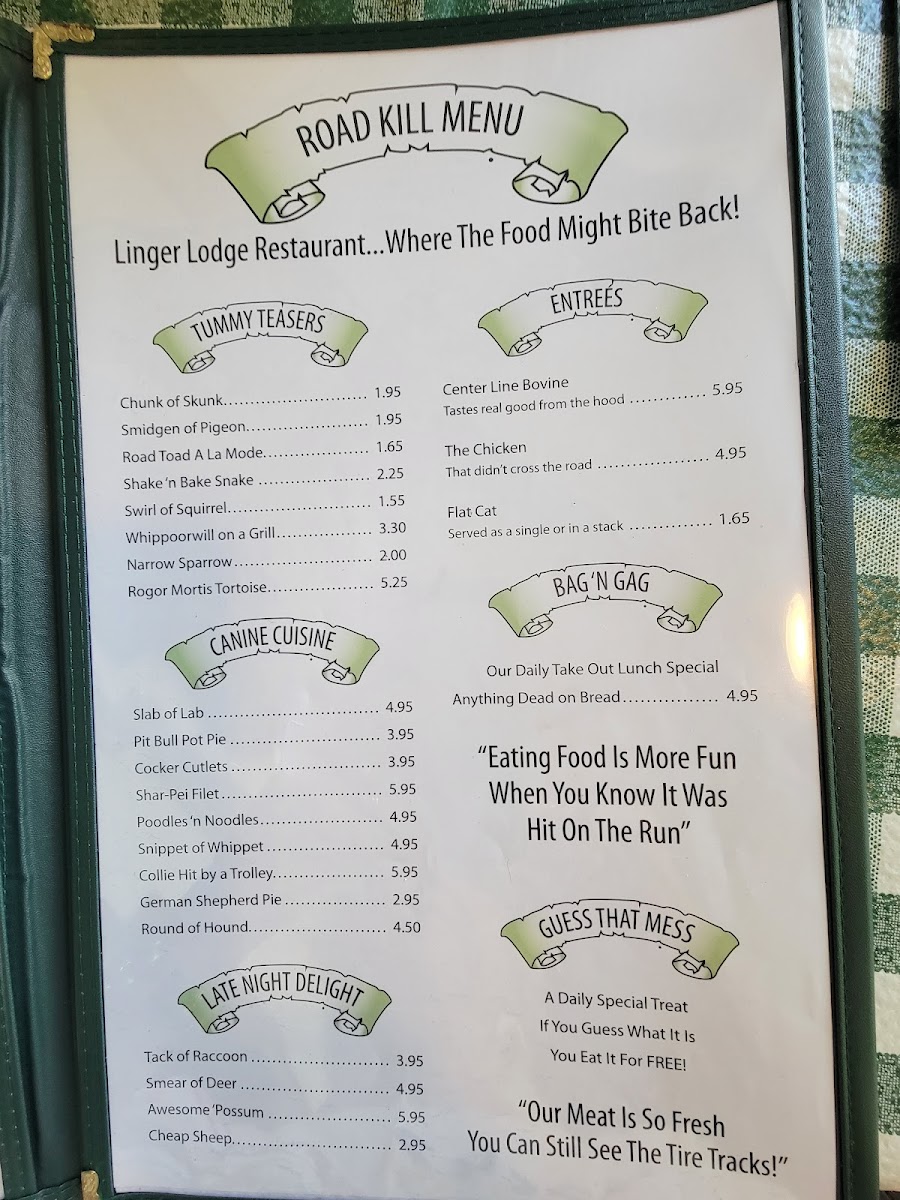 ROAD KILL MENU
Linger Lodge Restaurant...Where The Food Might Bite Back!
TUMMY TEASERS
Chunk of Skunk........................... 1.95
Smidgen of Pigeon....................... 1.95
Road Toad A La Mode.................... 1.65
Shake 'n Bake Snake ..................... 2.25
Swirl of Squirrel........................... 1.55
Whippoorwill on a Grill.................. 3.30
Narrow Sparrow.......................... 2.00
Rogor Mortis Tortoise.................... 5.25
CANINE CUISINE
Slab of Lab ................................. 4.95
Pit Bull Pot Pie ............................. 3.95
Cocker Cutlets ............................. 3.95
Shar-Pei Filet............................... 5.95
Poodles 'n Noodles....................... 4.95
Snippet of Whippet ...................... 4.95
Collie Hit by a Trolley..................... 5.95
German Shepherd Pie ................... 2.95
Round of Hound.......................... 4.50
LATE NIGHT DELIGHT
Tack of Raccoon .......................... 3.95
Smear of Deer ............................. 4.95
Awesome 'Possum ....................... 5.95
Cheap Sheep.............................. 2.95
ENTREES
Center Line Bovine
Tastes real good from the hood ............. 5.95
The Chicken
That didn't cross the road ................... 4.95
Flat Cat
Served as a single or in a stack .............. 1.65
BAG 'N GAG
Our Daily Take Out Lunch Special
Anything Dead on Bread................. 4.95
"Eating Food Is More Fun
When You Know It Was
Hit On The Run"
GUESS THAT MESS
A Daily Special Treat
If You Guess What It Is
You Eat It For FREE!
"Our Meat Is So Fresh
You Can Still See The Tire Tracks!"